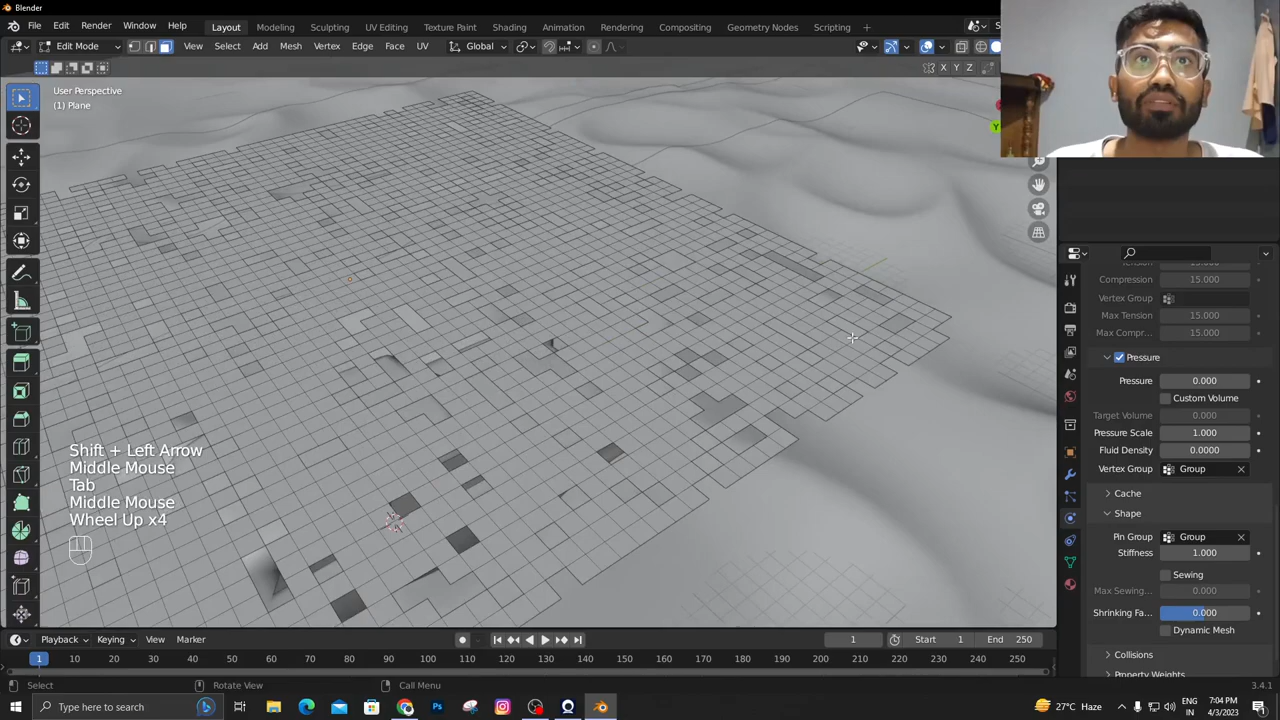 Blender
File Edit Render Window Help Layout Modeling Sculpting UV Editing Texture Paint Shading Animation Rendering Compositing Geometry Nodes Scripting +
Edit Mode View Select Add Mesh Vertex Edge Face UV Global
X Y Z
User Perspective
(1) Plane
Y
Compression 15.000
Vertex Group
Max Tension 15.000
Max Compr... 15.000
Pressure
Pressure 0.000
Custom Volume
Target Volume 0.000
Pressure Scale 1.000
Fluid Density 0.0000
Vertex Group Group
Cache
Shape
Pin Group Group
Stiffness 1.000
Sewing
Max Sewing... 0.000
Shrinking Fa... 0.000
Dynamic Mesh
Collisions
Property Weights
Shift + Left Arrow
Middle Mouse
Tab
Middle Mouse
Wheel Up x4
Playback Keying View Marker 1 Start 1 End 250
1 10 20 30 40 50 60 70 80 90 100 110 120 130 140 150 160 170 180 190 200 210 220 230 240 250
Select Rotate View Call Menu 3.4.1
Type here to search 27°C Haze ENG 7:04 PM
IN 4/3/2023 1